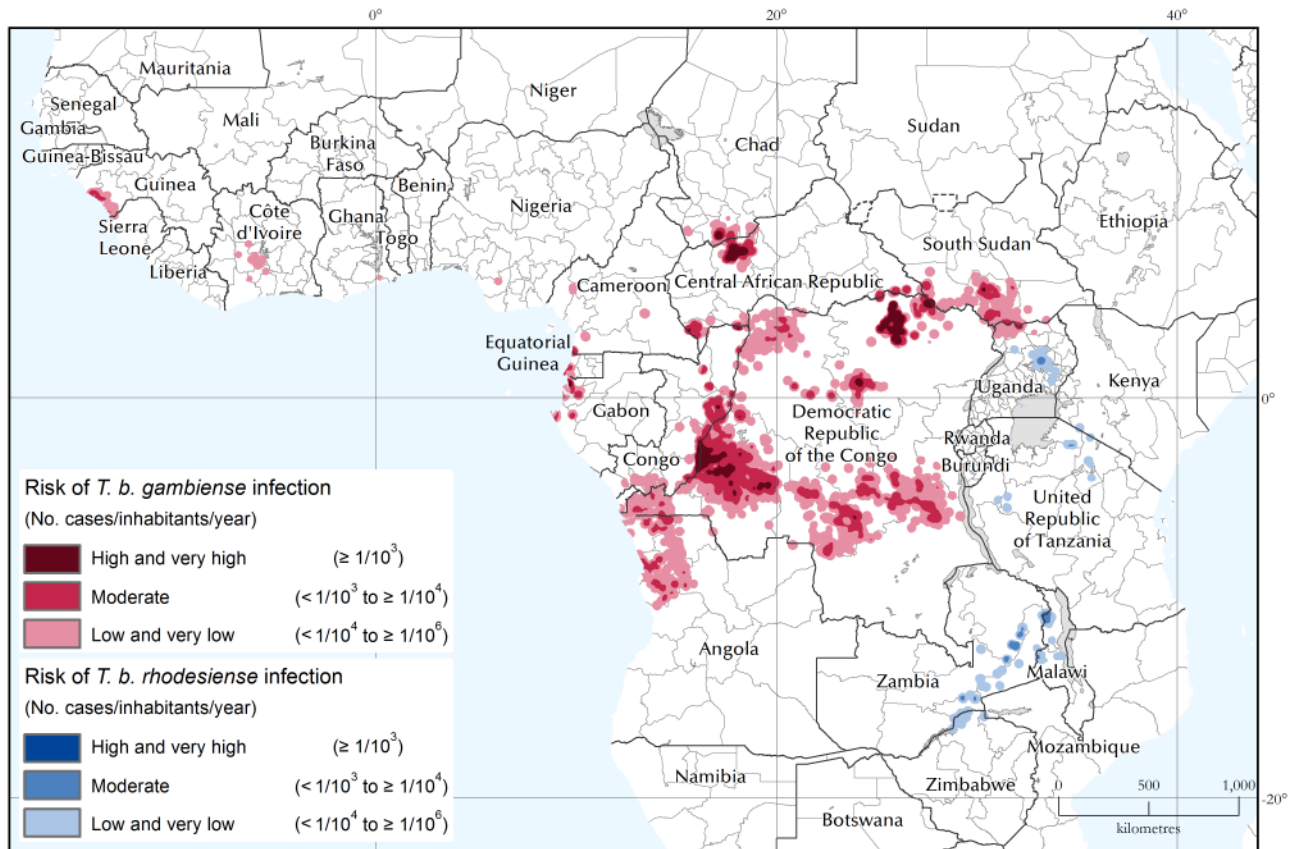 0°
20°
40°
Mauritania
Niger
Senegal
Mali
Sudan
Gambia
Chad
Burkina
Faso
Guinea-Bissau
Guinea
Benin
Nigeria
Côte
d'Ivoire
Ghana
Togo
Ethiopia
Sierra
Leone
South Sudan
Liberia
Cameroon
Central African Republic
Equatorial
Guinea
Uganda
Kenya
0°
Gabon
Democratic
Republic
of the Congo
Rwanda
Congo
Burundi
United
Republic
of Tanzania
Angola
Zambia
Malawi
Mozambique
Namibia
Zimbabwe
Botswana
-20°
0 500 1,000
kilometres
Risk of T. b. gambiense infection
(No. cases/inhabitants/year)
High and very high (≥ 1/10³)
Moderate (< 1/10³ to ≥ 1/10⁴)
Low and very low (< 1/10⁴ to ≥ 1/10⁶)
Risk of T. b. rhodesiense infection
(No. cases/inhabitants/year)
High and very high (≥ 1/10³)
Moderate (< 1/10³ to ≥ 1/10⁴)
Low and very low (< 1/10⁴ to ≥ 1/10⁶)